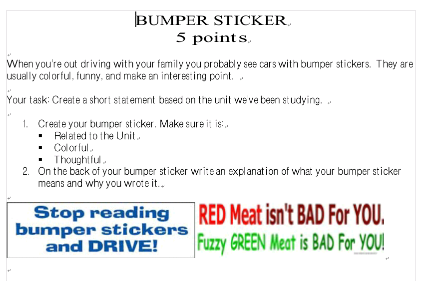 BUMPER STICKER
5 points
When you're out driving with your family you probably see cars with bumper stickers. They are
usually colorful, funny, and make an interesting point.
Your task: Create a short statement based on the unit we've been studying.
1. Create your bumper sticker. Make sure it is:
▪ Related to the Unit
▪ Colorful
▪ Thoughtful
2. On the back of your bumper sticker write an explanation of what your bumper sticker
means and why you wrote it.
Stop reading
bumper stickers
and DRIVE!
RED Meat isn't BAD For YOU.
Fuzzy GREEN Meat is BAD For YOU!